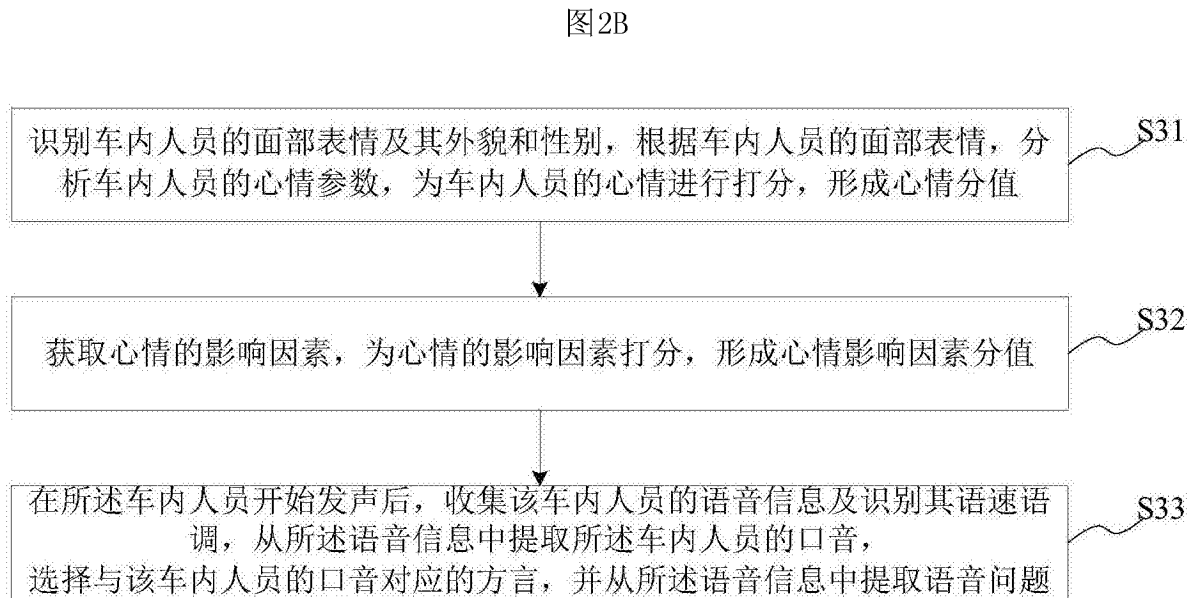 图2B
识别车内人员的面部表情及其外貌和性别，根据车内人员的面部表情，分
析车内人员的心情参数，为车内人员的心情进行打分，形成心情分值
S31
获取心情的影响因素，为心情的影响因素打分，形成心情影响因素分值
S32
在所述车内人员开始发声后，收集该车内人员的语音信息及识别其语速语
调，从所述语音信息中提取所述车内人员的口音，
选择与该车内人员的口音对应的方言，并从所述语音信息中提取语音问题
S33